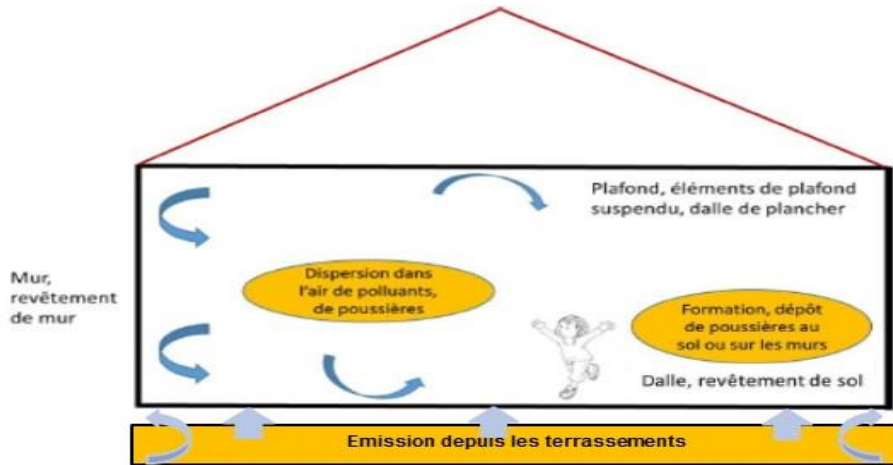 Plafond, éléments de plafond
suspendu, dalle de plancher
Mur,
revêtement
de mur
Dispersion dans
l'air de polluants,
de poussières
Formation, dépôt
de poussières au
sol ou sur les murs
Dalle, revêtement de sol
Emission depuis les terrassements